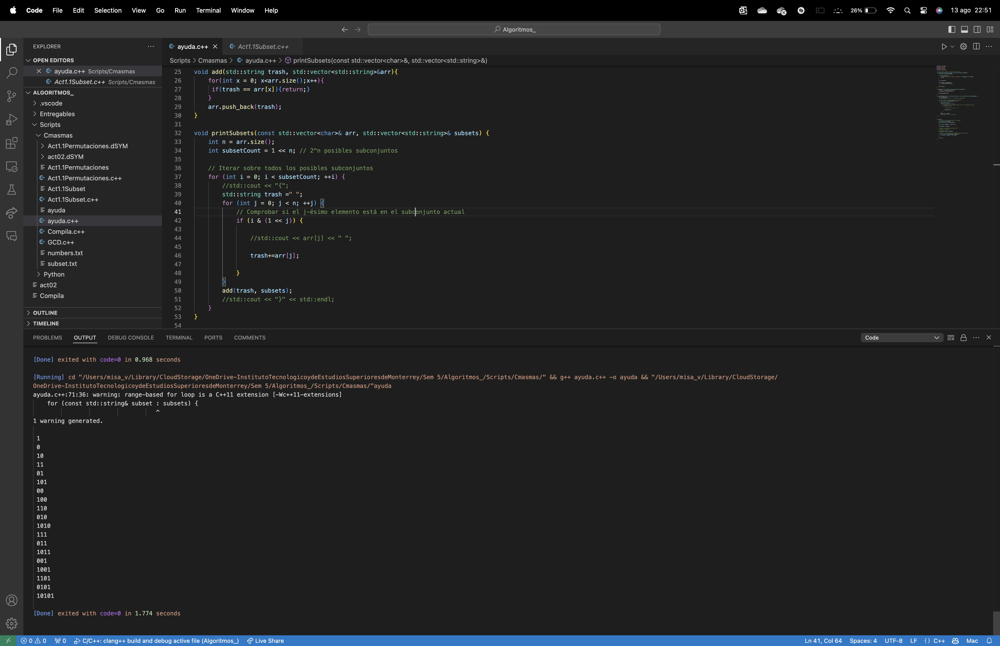 Code File Edit Selection View Go Run Terminal Window Help 26% 13 ago 22:51
Algoritmos_
EXPLORER
OPEN EDITORS
ayuda.c++ Scripts/Cmasmas
Act1.1Subset.c++ Scripts/Cmasmas
ALGORITMOS_
.vscode
Entregables
Scripts
Cmasmas
Act1.1Permutaciones.dSYM
act02.dSYM
Act1.1Permutaciones
Act1.1Permutaciones.c++
Act1.1Subset
Act1.1Subset.c++
ayuda
ayuda.c++
Compila.c++
GCD.c++
numbers.txt
subset.txt
Python
act02
Compila
OUTLINE
TIMELINE
ayuda.c++ Act1.1Subset.c++
Scripts > Cmasmas > ayuda.c++ > printSubsets(const std::vector<char>&, std::vector<std::string>&)
25 void add(std::string trash, std::vector<std::string>&arr){
26 for(int x = 0; x<arr.size();x++){
27 if(trash == arr[x]){return;}
28 }
29 arr.push_back(trash);
30 }
31
32 void printSubsets(const std::vector<char>& arr, std::vector<std::string>& subsets) {
33 int n = arr.size();
34 int subsetCount = 1 << n; // 2^n posibles subconjuntos
35
36 // Iterar sobre todos los posibles subconjuntos
37 for (int i = 0; i < subsetCount; ++i) {
38 //std::cout << "{";
39 std::string trash =" ";
40 for (int j = 0; j < n; ++j) {
41 // Comprobar si el j-ésimo elemento está en el subconjunto actual
42 if (i & (1 << j)) {
43
44 //std::cout << arr[j] << " ";
45
46 trash+=arr[j];
47
48 }
49 }
50 add(trash, subsets);
51 //std::cout << "}" << std::endl;
52 }
53 }
54
PROBLEMS OUTPUT DEBUG CONSOLE TERMINAL PORTS COMMENTS Code
[Done] exited with code=0 in 0.968 seconds
[Running] cd "/Users/misa_v/Library/CloudStorage/OneDrive-InstitutoTecnologicoydeEstudiosSuperioresdeMonterrey/Sem 5/Algoritmos_/Scripts/Cmasmas/" && g++ ayuda.c++ -o ayuda && "/Users/misa_v/Library/CloudStorage/
OneDrive-InstitutoTecnologicoydeEstudiosSuperioresdeMonterrey/Sem 5/Algoritmos_/Scripts/Cmasmas/"ayuda
ayuda.c++:71:36: warning: range-based for loop is a C++11 extension [-Wc++11-extensions]
for (const std::string& subset : subsets) {
^
1 warning generated.
1
0
10
11
01
101
00
100
110
010
1010
111
011
1011
001
1001
1101
0101
10101
[Done] exited with code=0 in 1.774 seconds
0 0 0 C/C++: clang++ build and debug active file (Algoritmos_) Live Share Ln 41, Col 64 Spaces: 4 UTF-8 LF {} C++ Mac